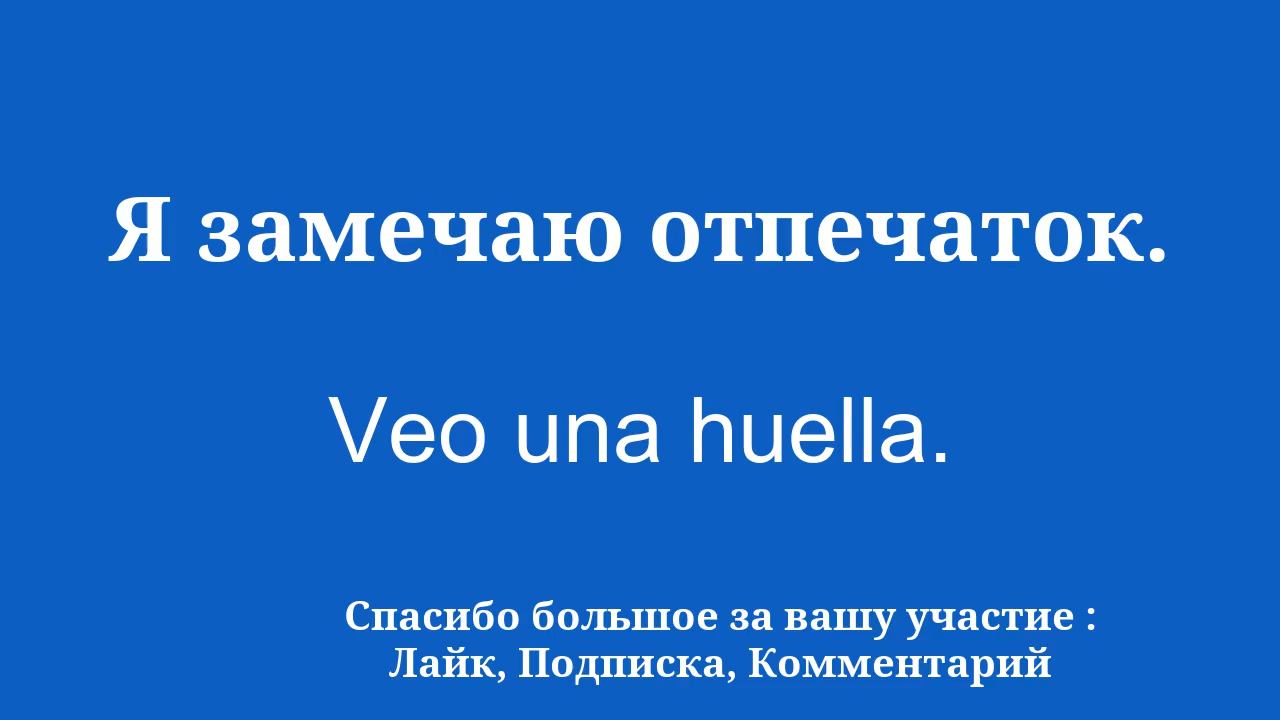 Я замечаю отпечаток.
Veo una huella.
Спасибо большое за вашу участие :
Лайк, Подписка, Комментарий